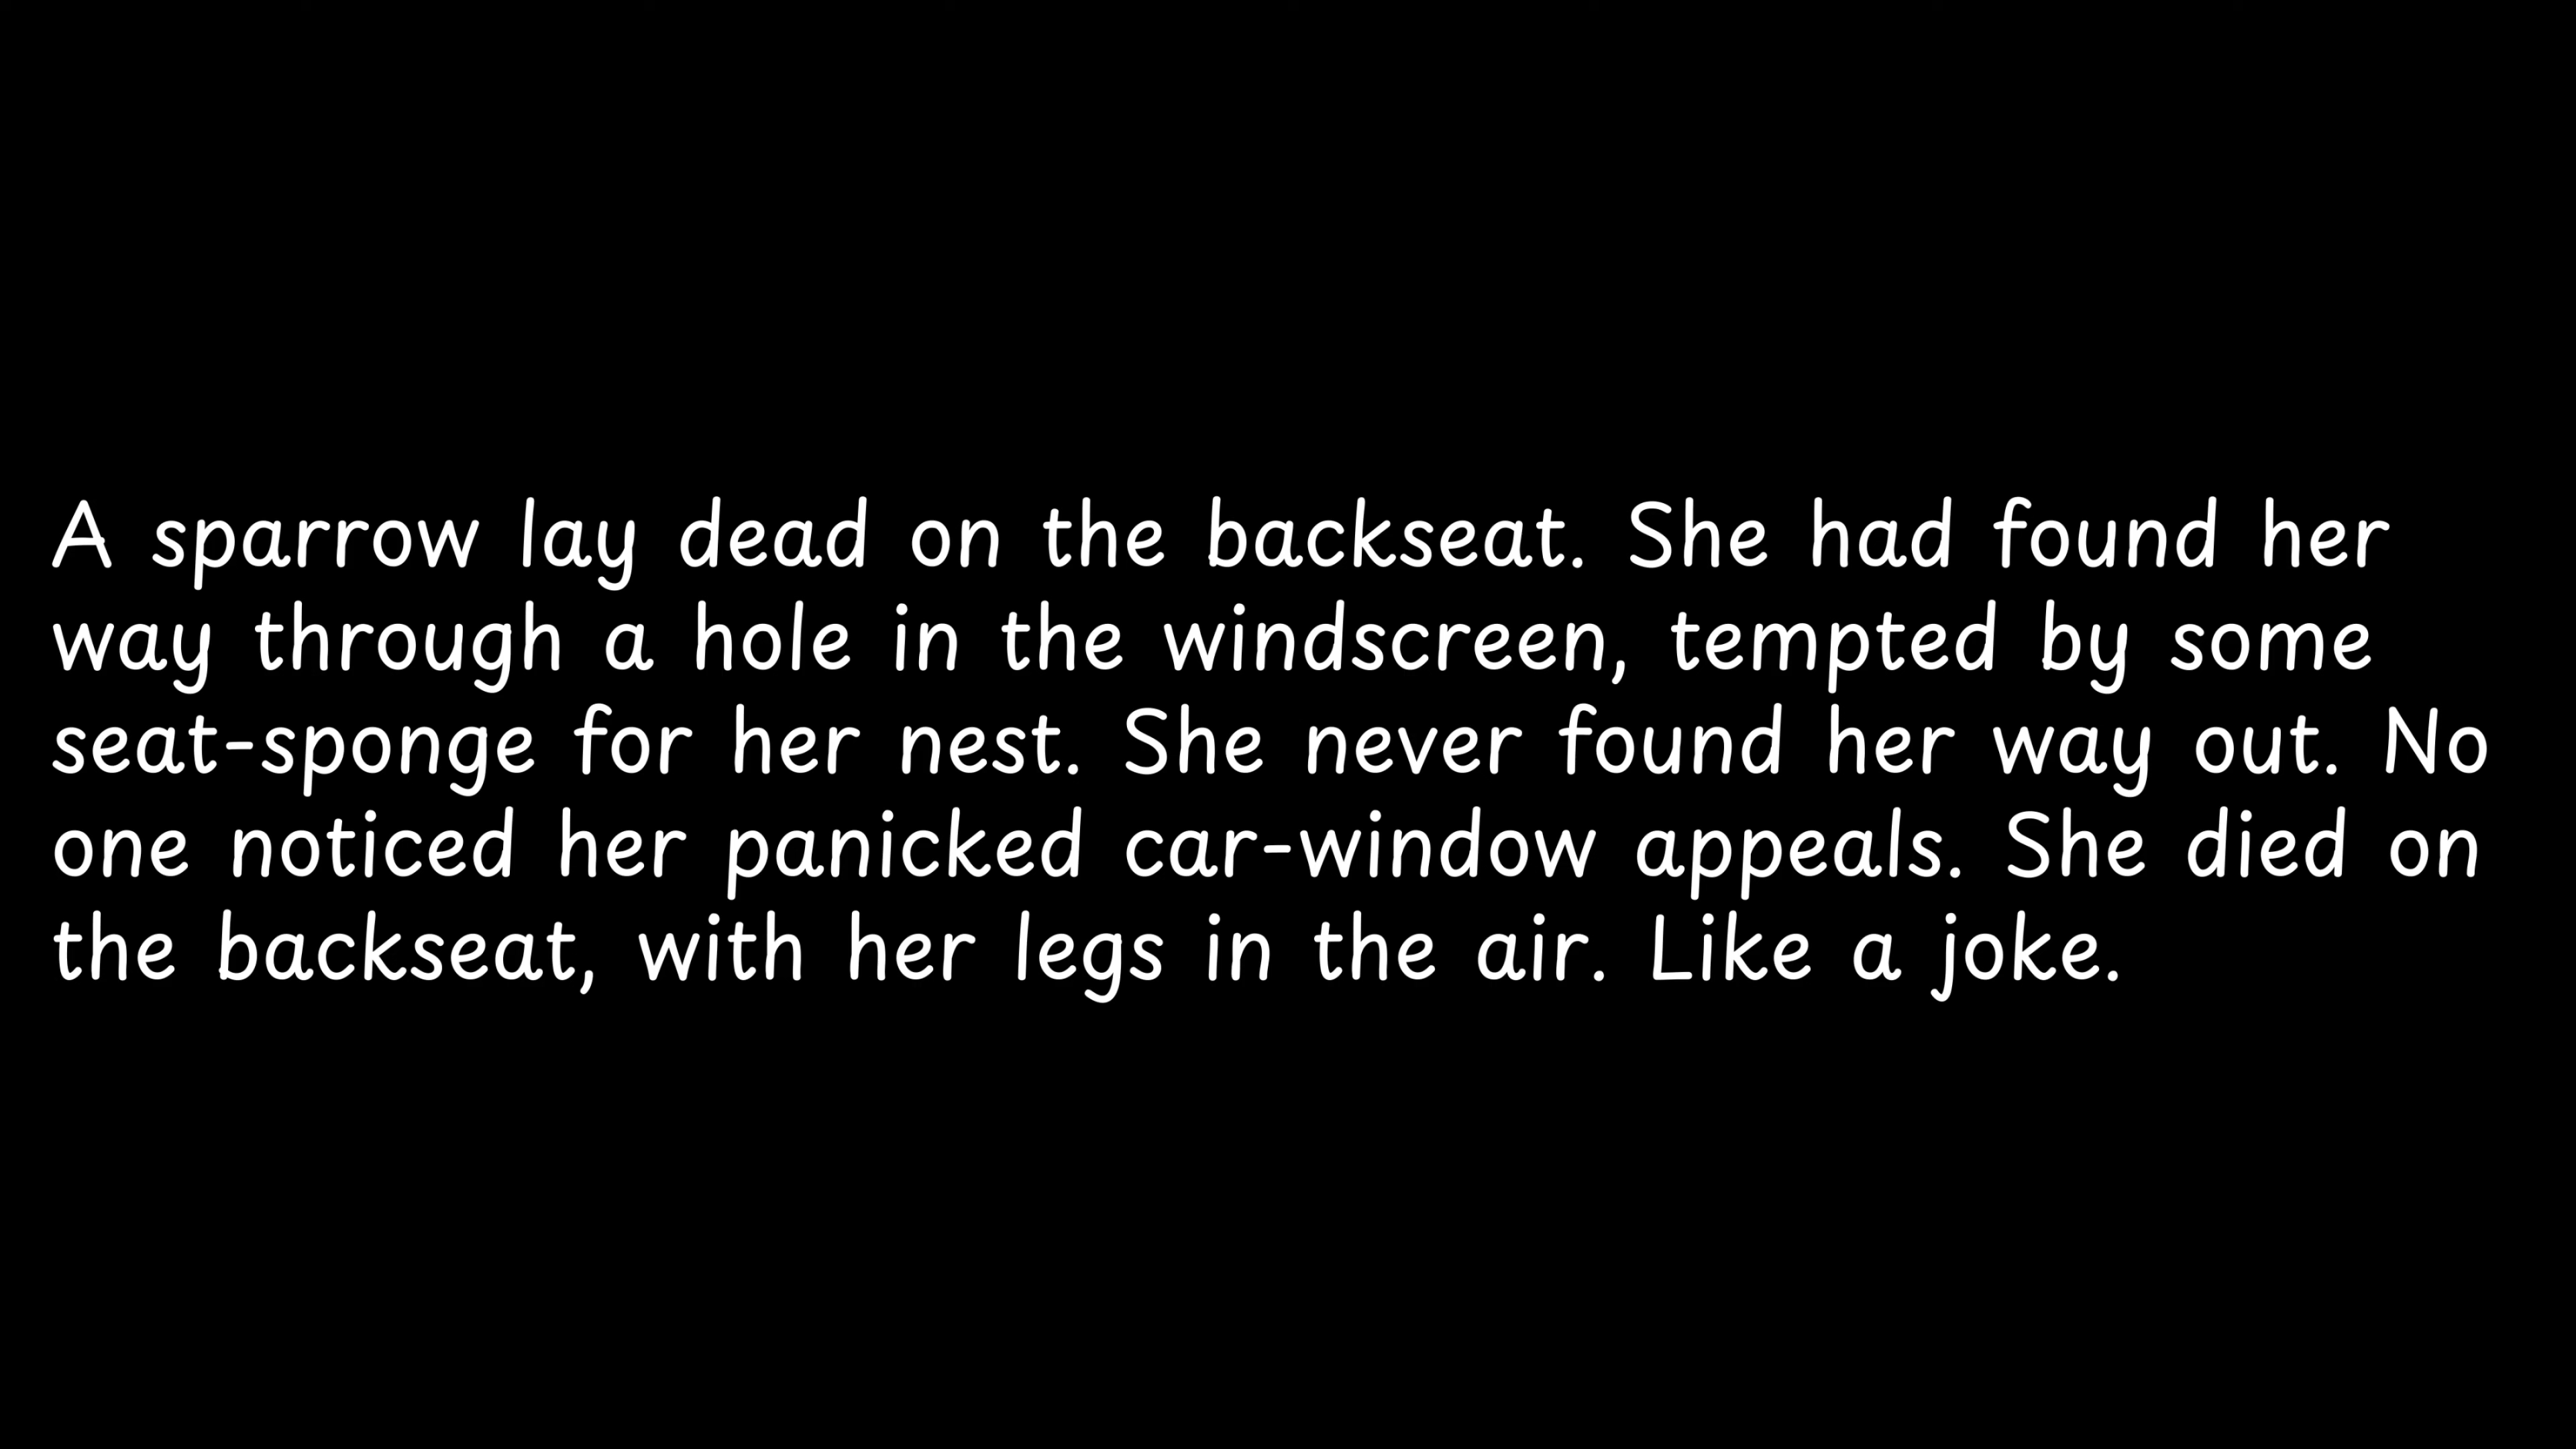 A sparrow lay dead on the backseat. She had found her
way through a hole in the windscreen, tempted by some
seat-sponge for her nest. She never found her way out. No
one noticed her panicked car-window appeals. She died on
the backseat, with her legs in the air. Like a joke.